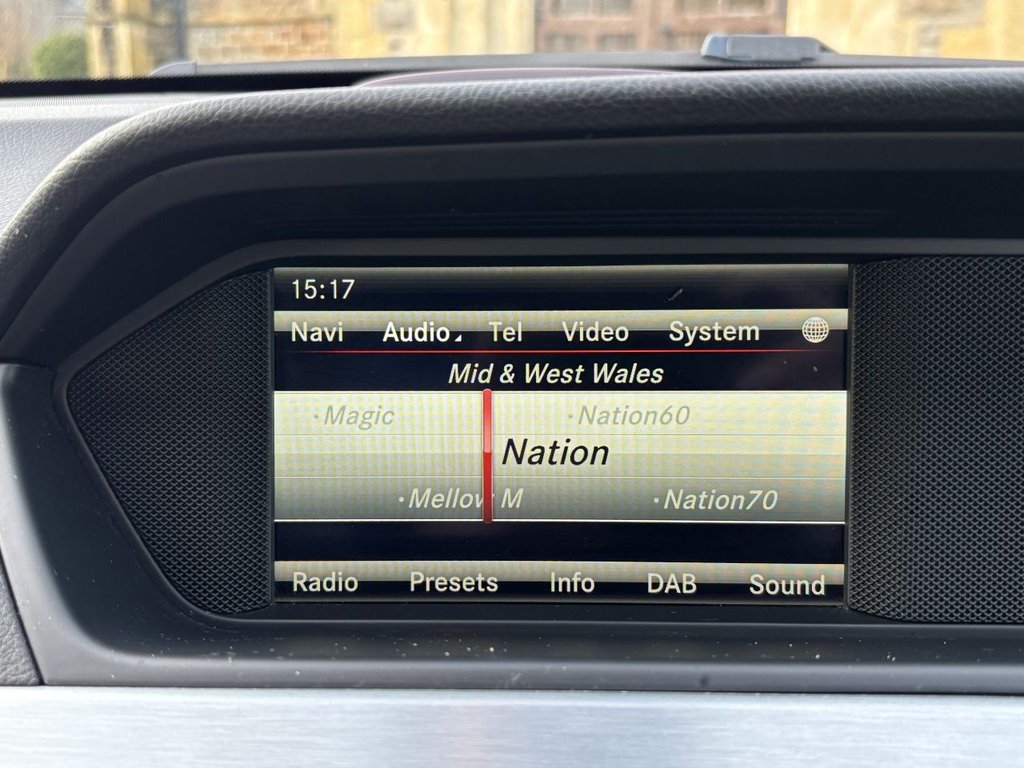 15:17
Navi Audio Tel Video System
Mid & West Wales
•Magic •Nation60
Nation
•Mellow M •Nation70
Radio Presets Info DAB Sound